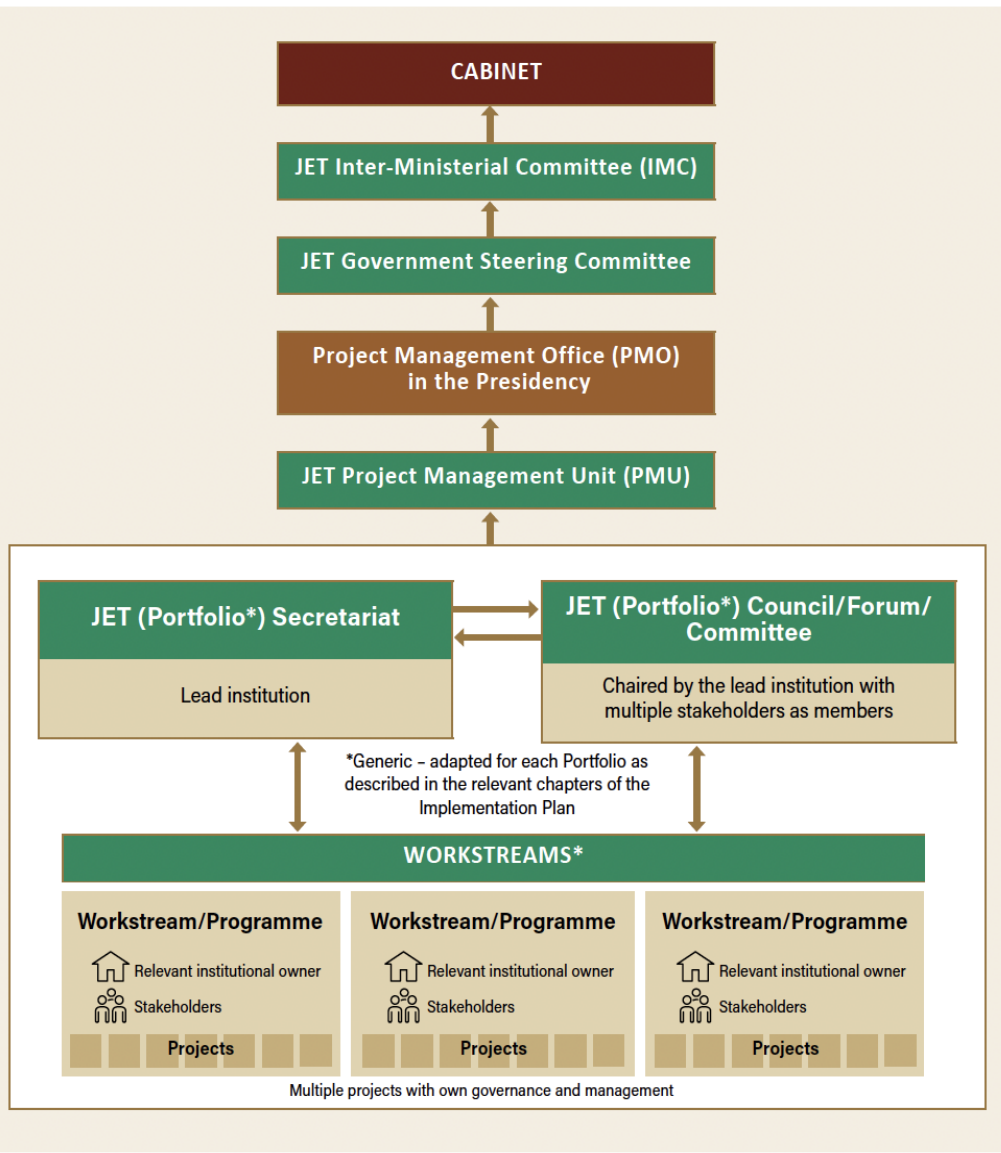 CABINET
JET Inter-Ministerial Committee (IMC)
JET Government Steering Committee
Project Management Office (PMO)
in the Presidency
JET Project Management Unit (PMU)
JET (Portfolio*) Secretariat
Lead institution
JET (Portfolio*) Council/Forum/
Committee
Chaired by the lead institution with
multiple stakeholders as members
*Generic – adapted for each Portfolio as
described in the relevant chapters of the
Implementation Plan
WORKSTREAMS*
Workstream/Programme
Relevant institutional owner
Stakeholders
Projects
Workstream/Programme
Relevant institutional owner
Stakeholders
Projects
Workstream/Programme
Relevant institutional owner
Stakeholders
Projects
Multiple projects with own governance and management